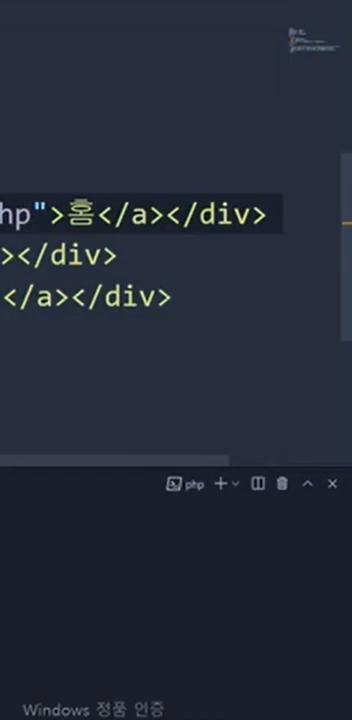 hp">홈</a></div>
></div>
</a></div>
php
Windows 정품 인증